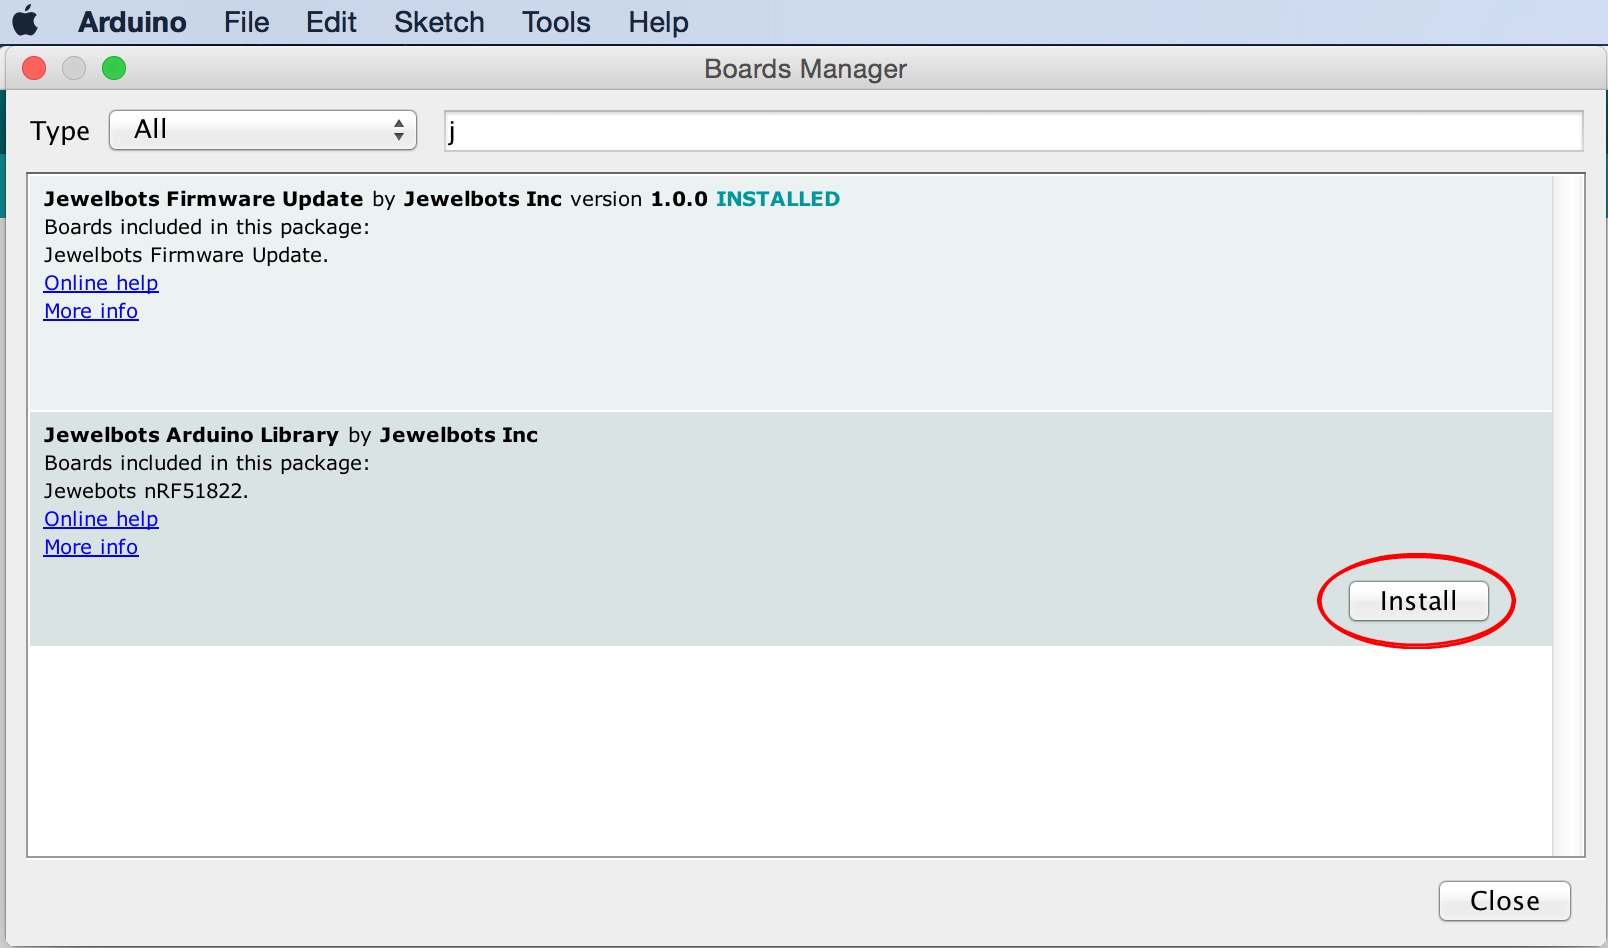 Arduino File Edit Sketch Tools Help
Boards Manager
Type All j
Jewelbots Firmware Update by Jewelbots Inc version 1.0.0 INSTALLED
Boards included in this package:
Jewelbots Firmware Update.
Online help
More info
Jewelbots Arduino Library by Jewelbots Inc
Boards included in this package:
Jewebots nRF51822.
Online help
More info
Install
Close